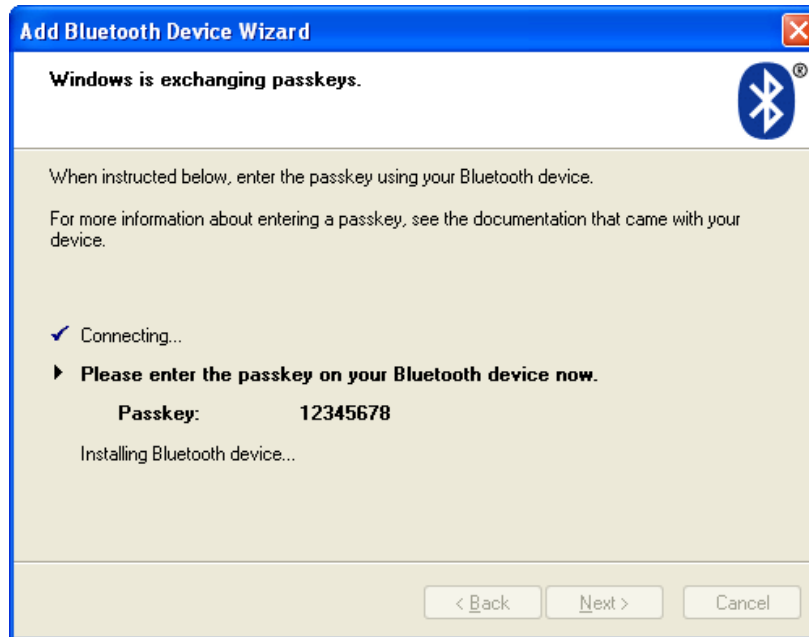 Add Bluetooth Device Wizard
Windows is exchanging passkeys.
®
When instructed below, enter the passkey using your Bluetooth device.
For more information about entering a passkey, see the documentation that came with your
device.
Connecting...
Please enter the passkey on your Bluetooth device now.
Passkey: 12345678
Installing Bluetooth device...
< Back Next > Cancel